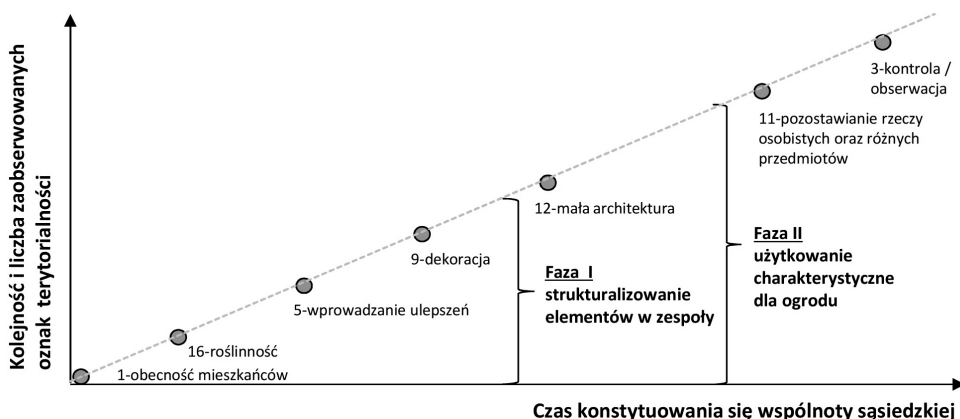 Kolejność i liczba zaobserwowanych
oznak terytorialności
3-kontrola /
obserwacja
11-pozostawianie rzeczy
osobistych oraz różnych
przedmiotów
12-mała architektura
9-dekoracja
5-wprowadzanie ulepszeń
16-roślinność
1-obecność mieszkańców
Faza I
strukturalizowanie
elementów w zespoły
Faza II
użytkowanie
charakterystyczne
dla ogrodu
Czas konstytuowania się wspólnoty sąsiedzkiej